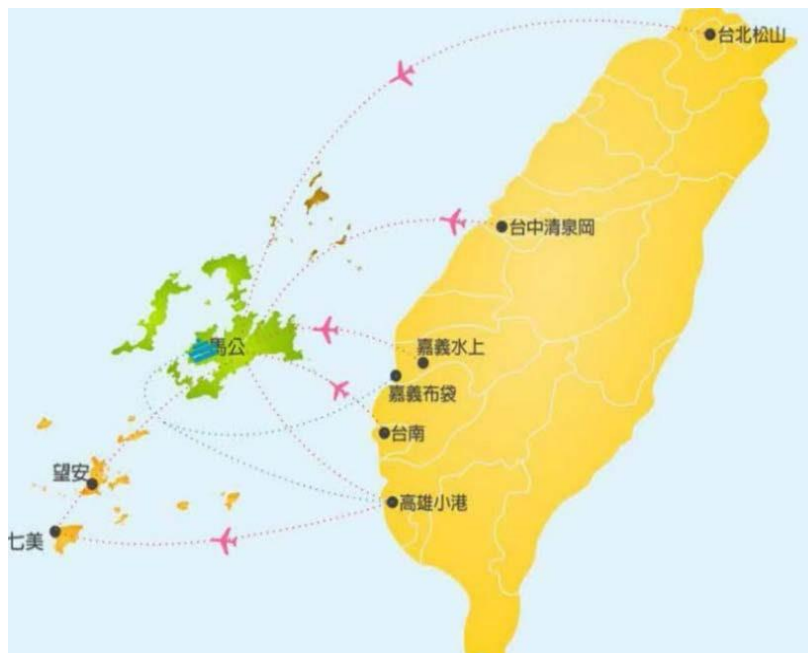 台北松山
台中清泉岡
馬公
嘉義水上
嘉義布袋
台南
望安
高雄小港
七美